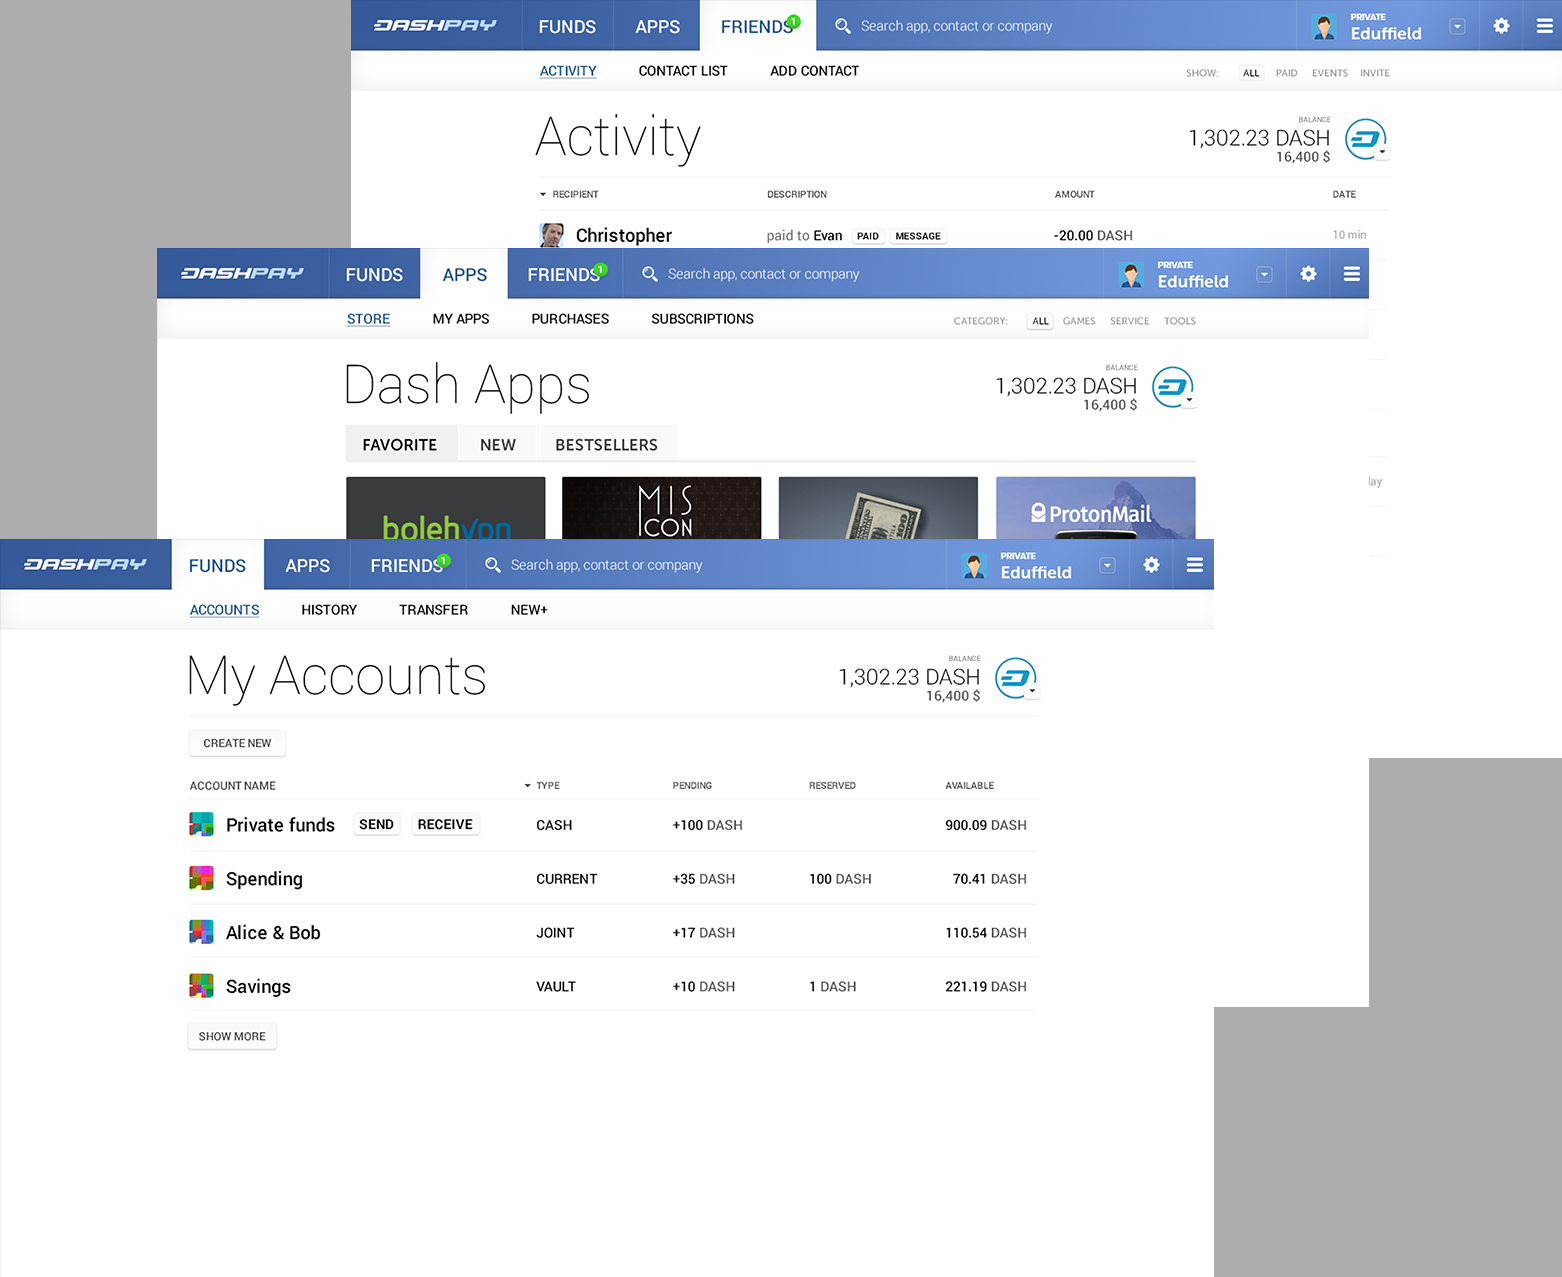 DASHPAY FUNDS APPS FRIENDS 1 Search app, contact or company PRIVATE Eduffield
ACTIVITY CONTACT LIST ADD CONTACT SHOW: ALL PAID EVENTS INVITE
Activity
BALANCE
1,302.23 DASH
16,400 $
RECIPIENT DESCRIPTION AMOUNT DATE
Christopher paid to Evan PAID MESSAGE -20.00 DASH 10 min
DASHPAY FUNDS APPS FRIENDS 1 Search app, contact or company PRIVATE Eduffield
STORE MY APPS PURCHASES SUBSCRIPTIONS CATEGORY: ALL GAMES SERVICE TOOLS
Dash Apps
BALANCE
1,302.23 DASH
16,400 $
FAVORITE NEW BESTSELLERS
bolehvpn
MIS
CON
ProtonMail
DASHPAY FUNDS APPS FRIENDS 1 Search app, contact or company PRIVATE Eduffield
ACCOUNTS HISTORY TRANSFER NEW+
My Accounts
BALANCE
1,302.23 DASH
16,400 $
CREATE NEW
ACCOUNT NAME TYPE PENDING RESERVED AVAILABLE
Private funds SEND RECEIVE CASH +100 DASH 900.09 DASH
Spending CURRENT +35 DASH 100 DASH 70.41 DASH
Alice & Bob JOINT +17 DASH 110.54 DASH
Savings VAULT +10 DASH 1 DASH 221.19 DASH
SHOW MORE